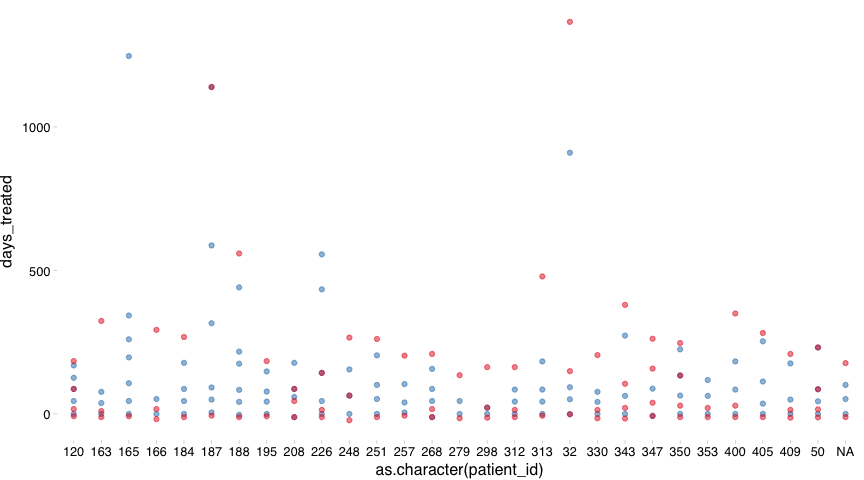 days_treated
1000
500
0
120 163 165 166 184 187 188 195 208 226 248 251 257 268 279 298 312 313 32 330 343 347 350 353 400 405 409 50 NA
as.character(patient_id)